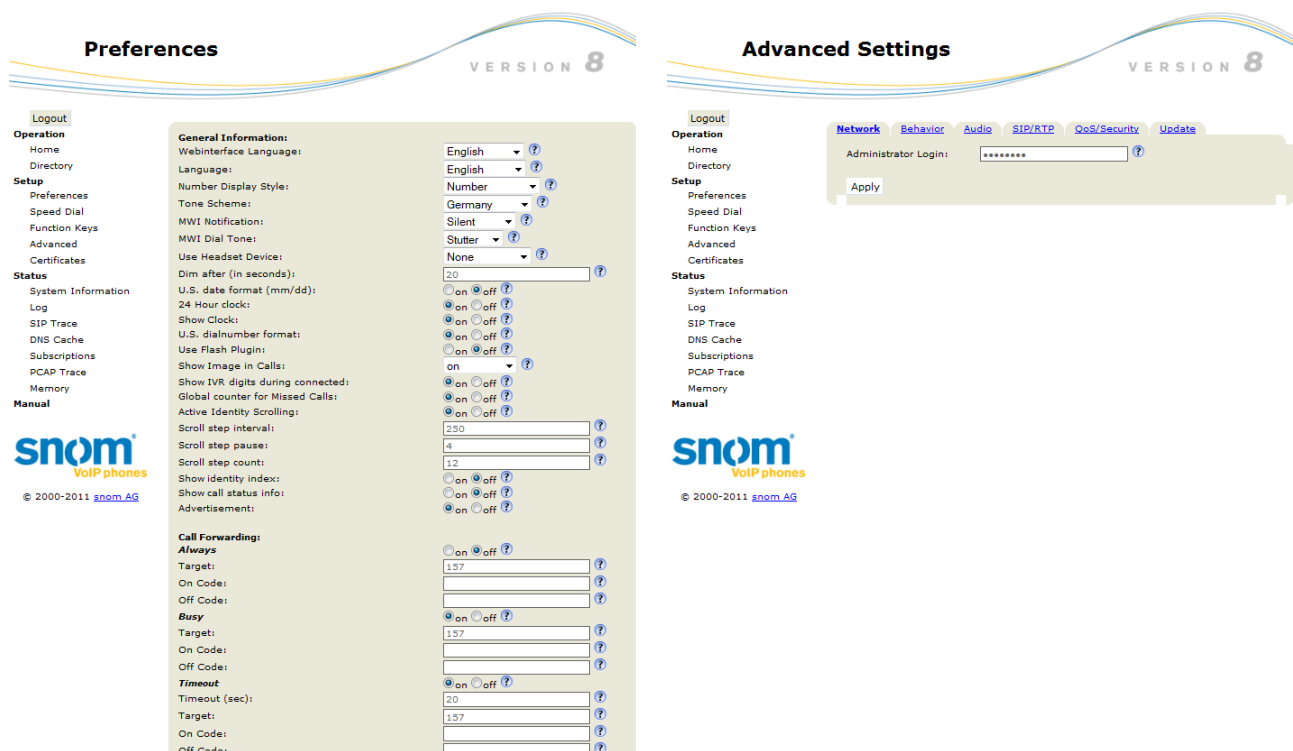 Preferences
VERSION 8
Logout
Operation
Home
Directory
Setup
Preferences
Speed Dial
Function Keys
Advanced
Certificates
Status
System Information
Log
SIP Trace
DNS Cache
Subscriptions
PCAP Trace
Memory
Manual
snom
VoIP phones
© 2000-2011 snom AG
General Information:
Webinterface Language: English ?
Language: English ?
Number Display Style: Number ?
Tone Scheme: Germany ?
MWI Notification: Silent ?
MWI Dial Tone: Stutter ?
Use Headset Device: None ?
Dim after (in seconds): 20 ?
U.S. date format (mm/dd): on off ?
24 Hour clock: on off ?
Show Clock: on off ?
U.S. dialnumber format: on off ?
Use Flash Plugin: on off ?
Show Image in Calls: on ?
Show IVR digits during connected: on off ?
Global counter for Missed Calls: on off ?
Active Identity Scrolling: on off ?
Scroll step interval: 250 ?
Scroll step pause: 4 ?
Scroll step count: 12 ?
Show identity index: on off ?
Show call status info: on off ?
Advertisement: on off ?
Call Forwarding:
Always on off ?
Target: 157 ?
On Code: ?
Off Code: ?
Busy on off ?
Target: 157 ?
On Code: ?
Off Code: ?
Timeout on off ?
Timeout (sec): 20 ?
Target: 157 ?
On Code: ?
Off Code: ?
Advanced Settings
VERSION 8
Logout
Operation
Home
Directory
Setup
Preferences
Speed Dial
Function Keys
Advanced
Certificates
Status
System Information
Log
SIP Trace
DNS Cache
Subscriptions
PCAP Trace
Memory
Manual
snom
VoIP phones
© 2000-2011 snom AG
Network Behavior Audio SIP/RTP QoS/Security Update
Administrator Login: •••••••• ?
Apply